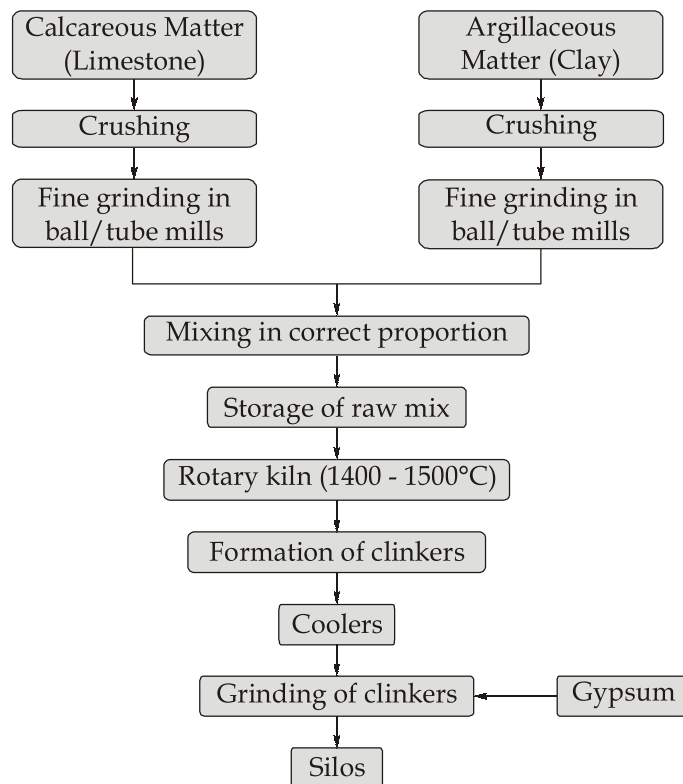 Calcareous Matter
(Limestone)
Argillaceous
Matter (Clay)
Crushing
Crushing
Fine grinding in
ball/tube mills
Fine grinding in
ball/tube mills
Mixing in correct proportion
Storage of raw mix
Rotary kiln (1400 - 1500°C)
Formation of clinkers
Coolers
Grinding of clinkers
Gypsum
Silos